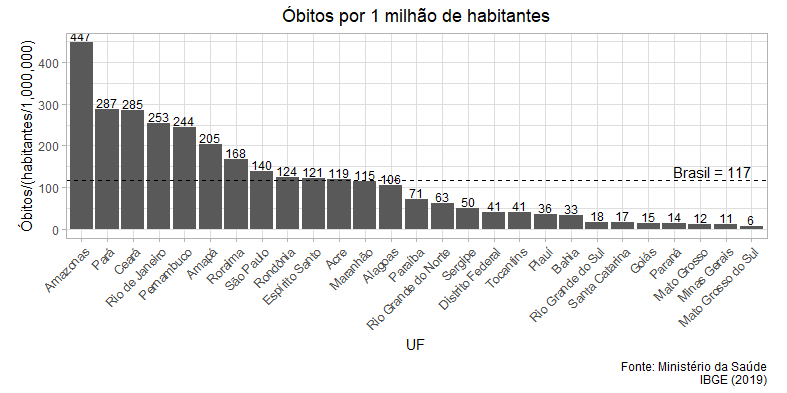 Óbitos por 1 milhão de habitantes
Óbitos/(habitantes/1,000,000)
400
300
200
100
0
447
287
285
253
244
205
168
140
124
121
119
115
106
71
63
50
41
41
36
33
18
17
15
14
12
11
6
Brasil = 117
Amazonas
Pará
Ceará
Rio de Janeiro
Pernambuco
Amapá
Roraima
São Paulo
Rondônia
Espírito Santo
Acre
Maranhão
Alagoas
Paraíba
Rio Grande do Norte
Sergipe
Distrito Federal
Tocantins
Piauí
Bahia
Rio Grande do Sul
Santa Catarina
Goiás
Paraná
Mato Grosso
Minas Gerais
Mato Grosso do Sul
UF
Fonte: Ministério da Saúde
IBGE (2019)